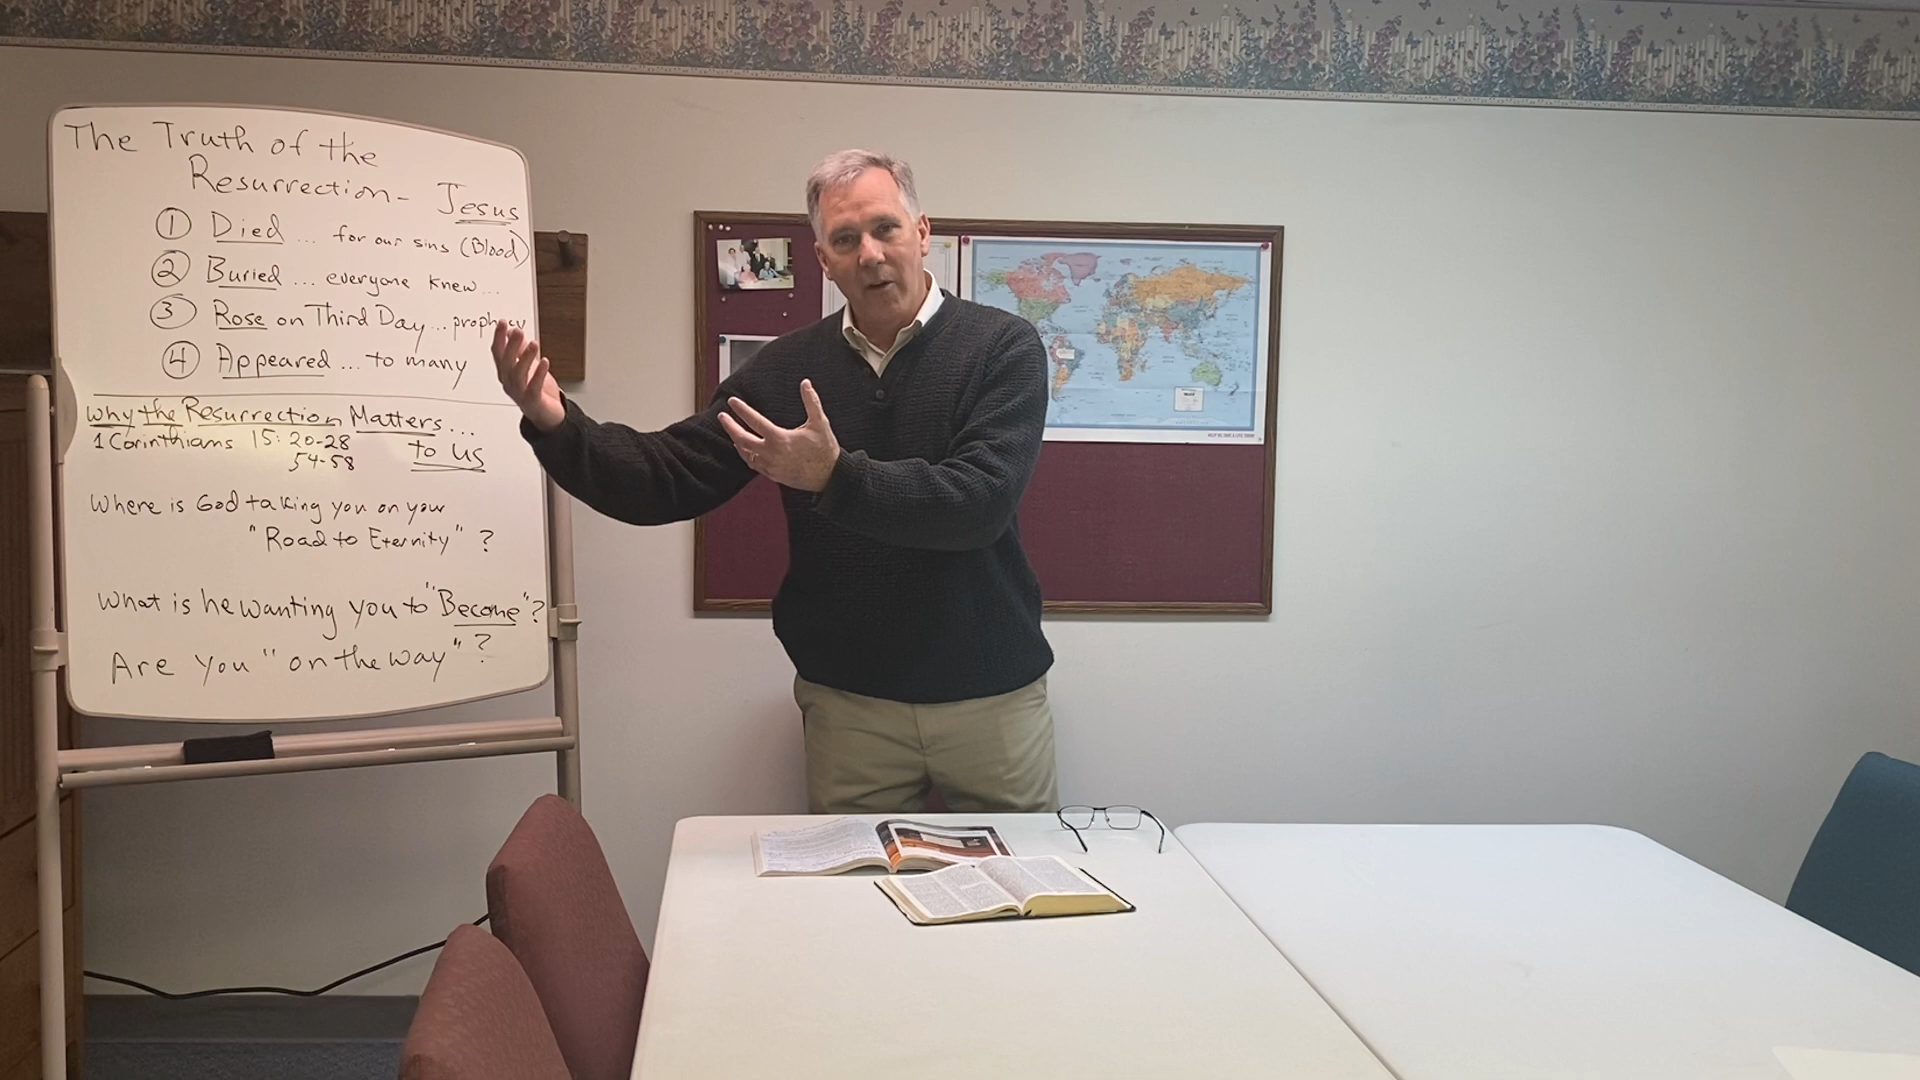 The Truth of the
Resurrection - Jesus
① Died ... for our sins (Blood)
② Buried ... everyone knew...
③ Rose on Third Day ... prophecy
④ Appeared ... to many
Why the Resurrection Matters...
1 Corinthians 15: 20-28
to us
54-58
Where is God taking you on your
"Road to Eternity" ?
What is he wanting you to "Become"?
Are You "on the way"?